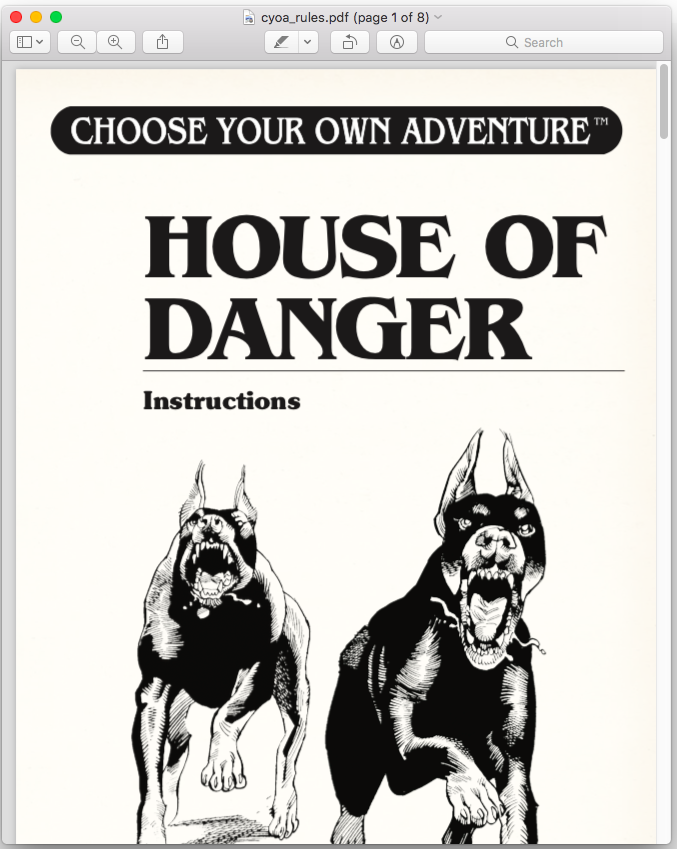 cyoa_rules.pdf (page 1 of 8)
Search
CHOOSE YOUR OWN ADVENTURE™
HOUSE OF
DANGER
Instructions